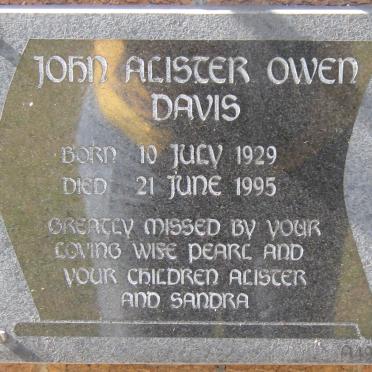 John Alister Owen
Davis
Born 10 July 1929
Died 21 June 1995
Greatly missed by your
loving wife Pearl and
your children Alister
and Sandra